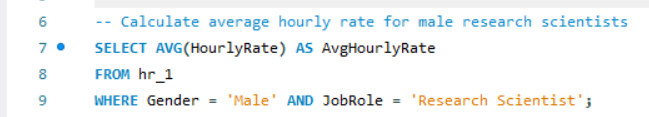 6 -- Calculate average hourly rate for male research scientists
7 SELECT AVG(HourlyRate) AS AvgHourlyRate
8 FROM hr_1
9 WHERE Gender = 'Male' AND JobRole = 'Research Scientist';